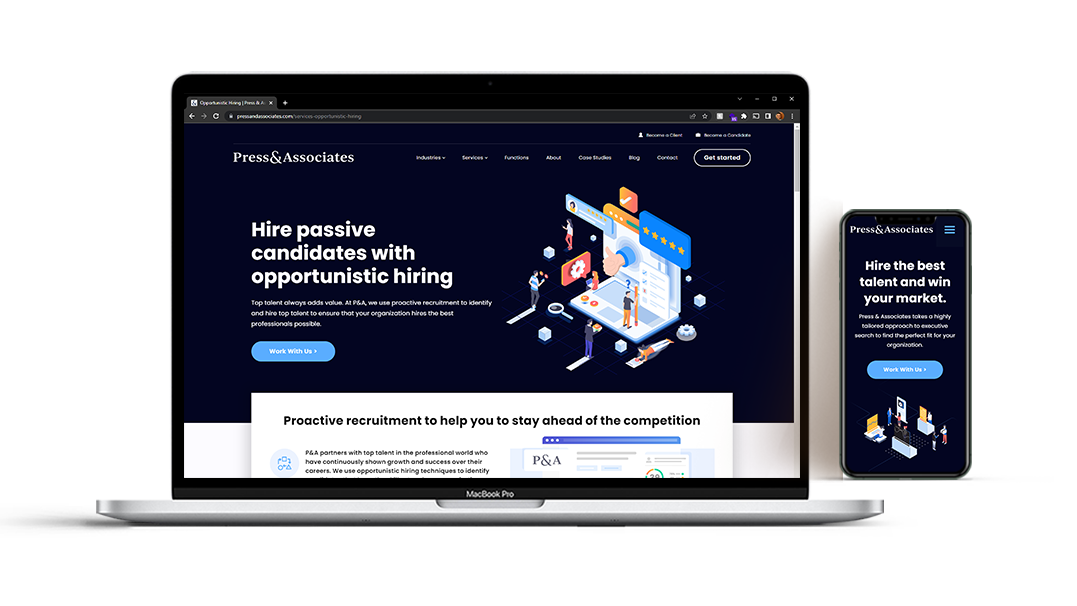 Opportunistic Hiring | Press & A
pressandassociates.com/services-opportunistic-hiring
Become a Client Become a Candidate
Press&Associates
Industries Services Functions About Case Studies Blog Contact Get started
Hire passive
candidates with
opportunistic hiring
Top talent always adds value. At P&A, we use proactive recruitment to identify
and hire top talent to ensure that your organization hires the best
professionals possible.
Work With Us >
Proactive recruitment to help you to stay ahead of the competition
P&A partners with top talent in the professional world who
have continuously shown growth and success over their
careers. We use opportunistic hiring techniques to identify
P&A
MacBook Pro
Press&Associates
Hire the best
talent and win
your market.
Press & Associates takes a highly
tailored approach to executive
search to find the perfect fit for your
organization.
Work With Us >